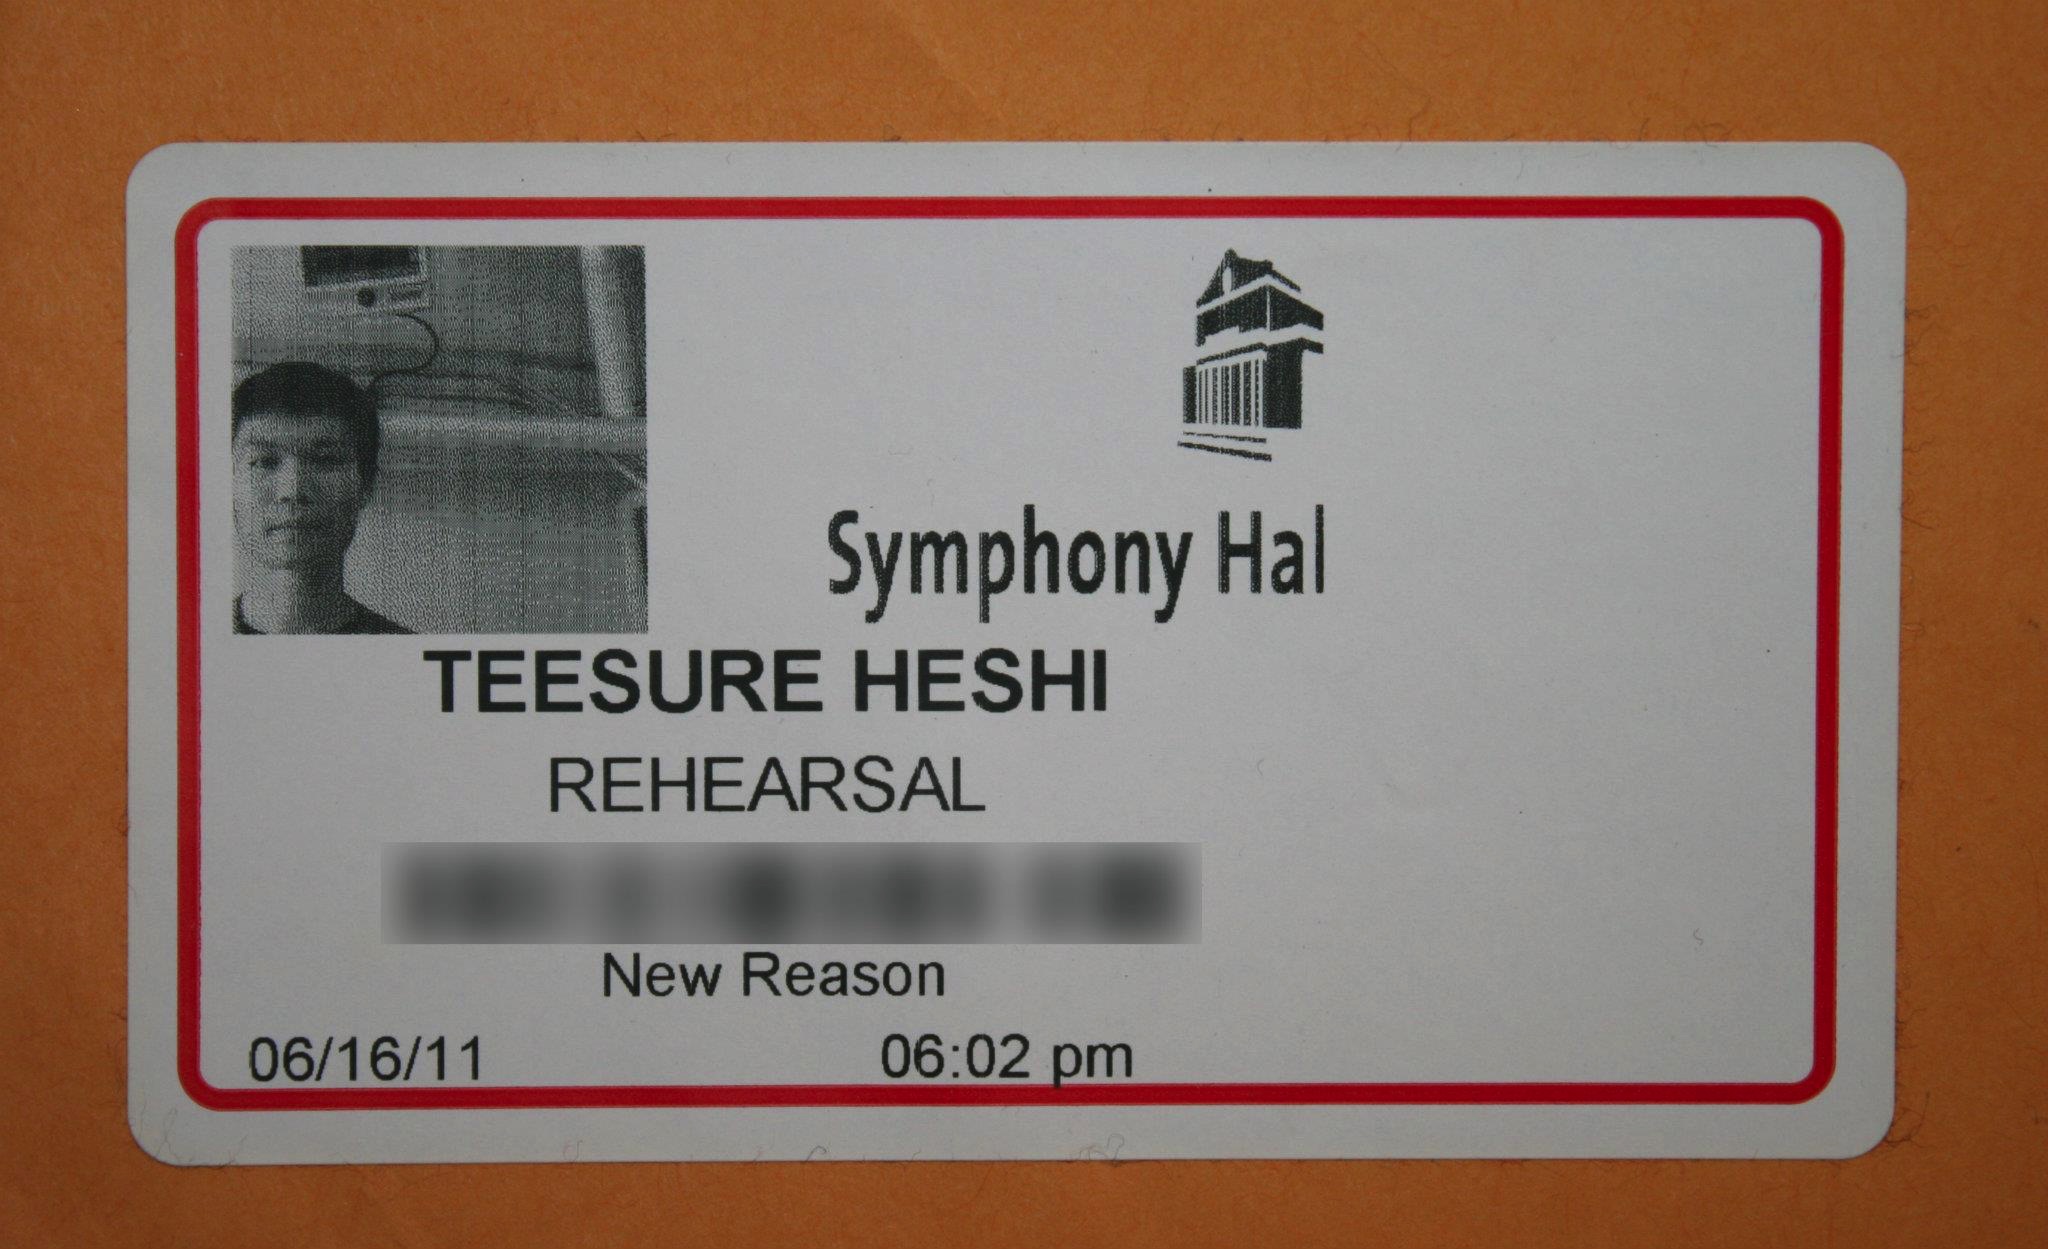 Symphony Hal
TEESURE HESHI
REHEARSAL
New Reason
06/16/11 06:02 pm